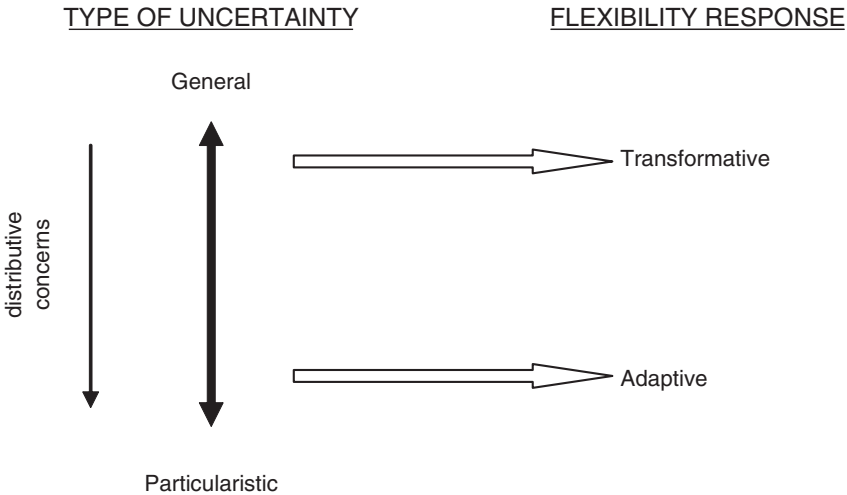 TYPE OF UNCERTAINTY
FLEXIBILITY RESPONSE
General
Transformative
distributive
concerns
Adaptive
Particularistic